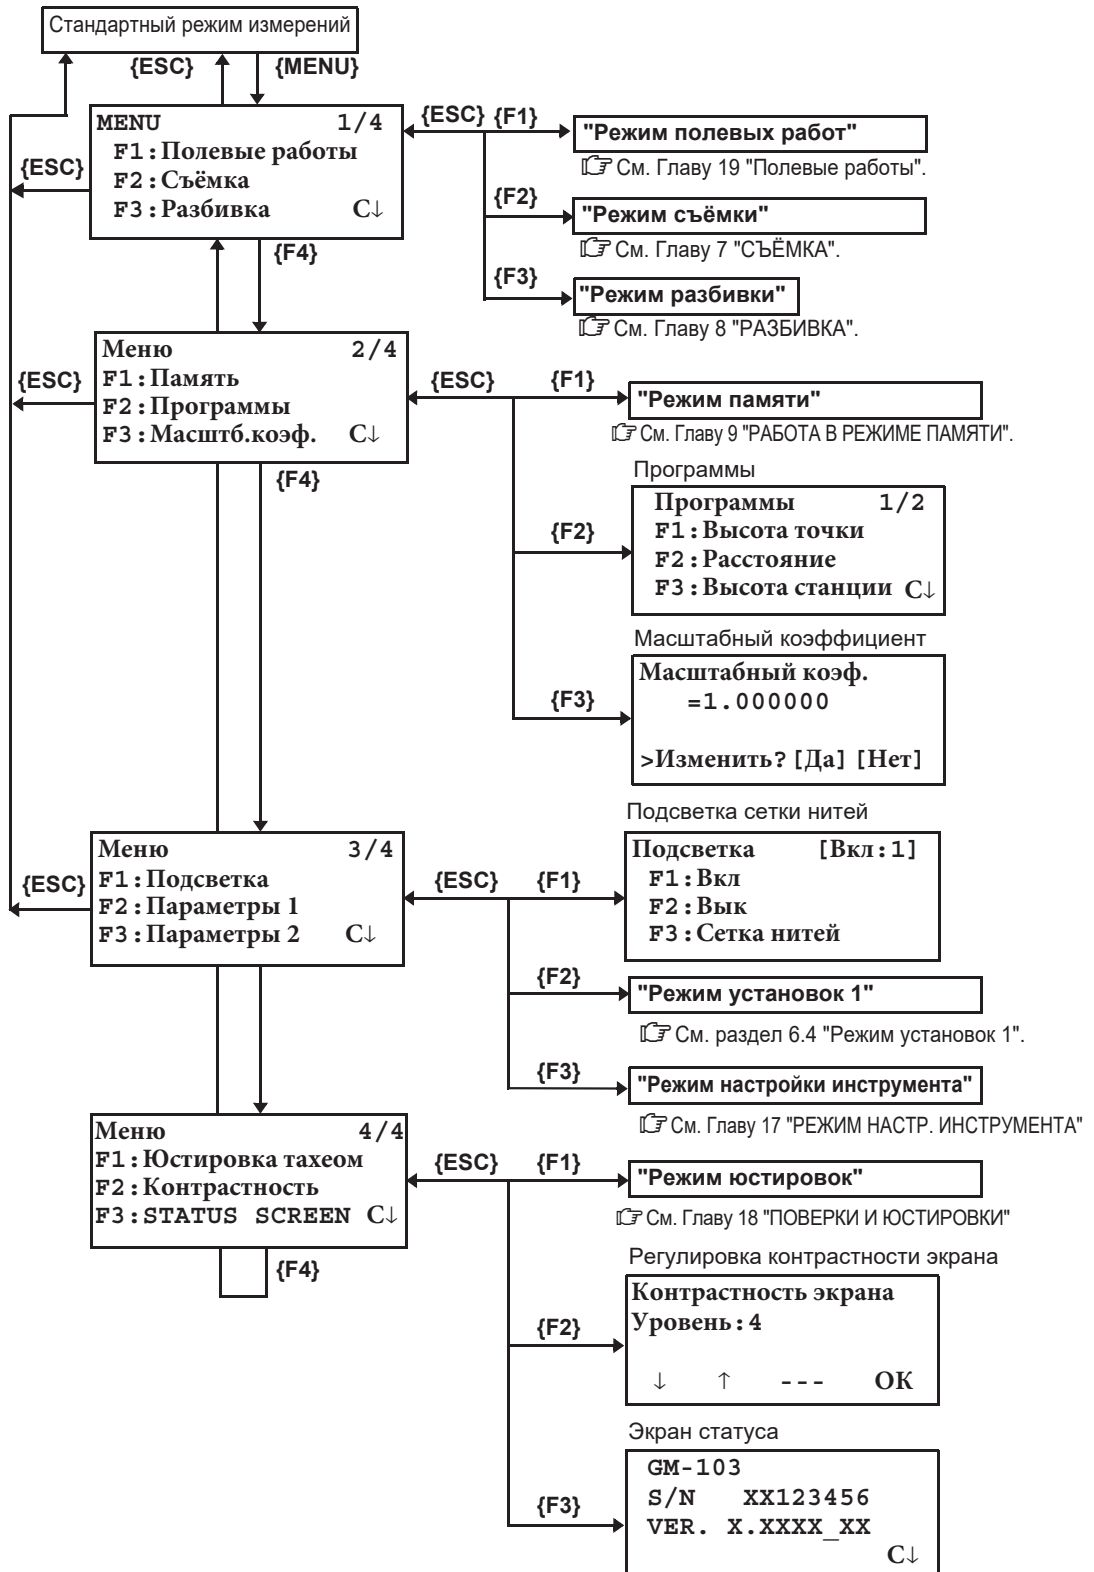 Стандартный режим измерений
{ESC} {MENU}
MENU 1/4
F1:Полевые работы
F2:Съёмка
F3:Разбивка C↓
{ESC}
{ESC} {F1}
"Режим полевых работ"
См. Главу 19 "Полевые работы".
{F2}
"Режим съёмки"
См. Главу 7 "СЪЁМКА".
{F3}
"Режим разбивки"
См. Главу 8 "РАЗБИВКА".
{F4}
Меню 2/4
F1:Память
F2:Программы
F3:Масштб.коэф. C↓
{ESC}
{ESC} {F1}
"Режим памяти"
См. Главу 9 "РАБОТА В РЕЖИМЕ ПАМЯТИ".
{F4}
Программы
{F2}
Программы 1/2
F1:Высота точки
F2:Расстояние
F3:Высота станции C↓
Масштабный коэффициент
{F3}
Масштабный коэф.
=1.000000
>Изменить? [Да] [Нет]
Меню 3/4
F1:Подсветка
F2:Параметры 1
F3:Параметры 2 C↓
{ESC}
{ESC} {F1}
Подсветка сетки нитей
Подсветка [Вкл:1]
F1:Вкл
F2:Вык
F3:Сетка нитей
{F2}
"Режим установок 1"
См. раздел 6.4 "Режим установок 1".
{F3}
"Режим настройки инструмента"
См. Главу 17 "РЕЖИМ НАСТР. ИНСТРУМЕНТА"
Меню 4/4
F1:Юстировка тахеом
F2:Контрастность
F3:STATUS SCREEN C↓
{F4}
{ESC} {F1}
"Режим юстировок"
См. Главу 18 "ПОВЕРКИ И ЮСТИРОВКИ"
Регулировка контрастности экрана
{F2}
Контрастность экрана
Уровень:4
↓ ↑ --- OK
Экран статуса
{F3}
GM-103
S/N XX123456
VER. X.XXXX_XX
C↓